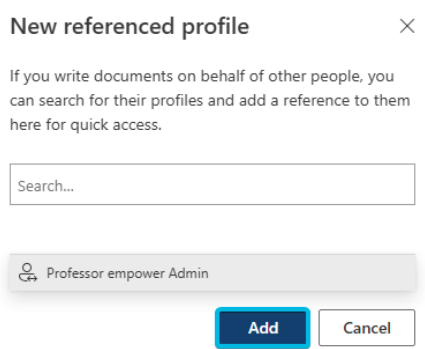 New referenced profile
If you write documents on behalf of other people, you
can search for their profiles and add a reference to them
here for quick access.
Search...
Professor empower Admin
Add
Cancel